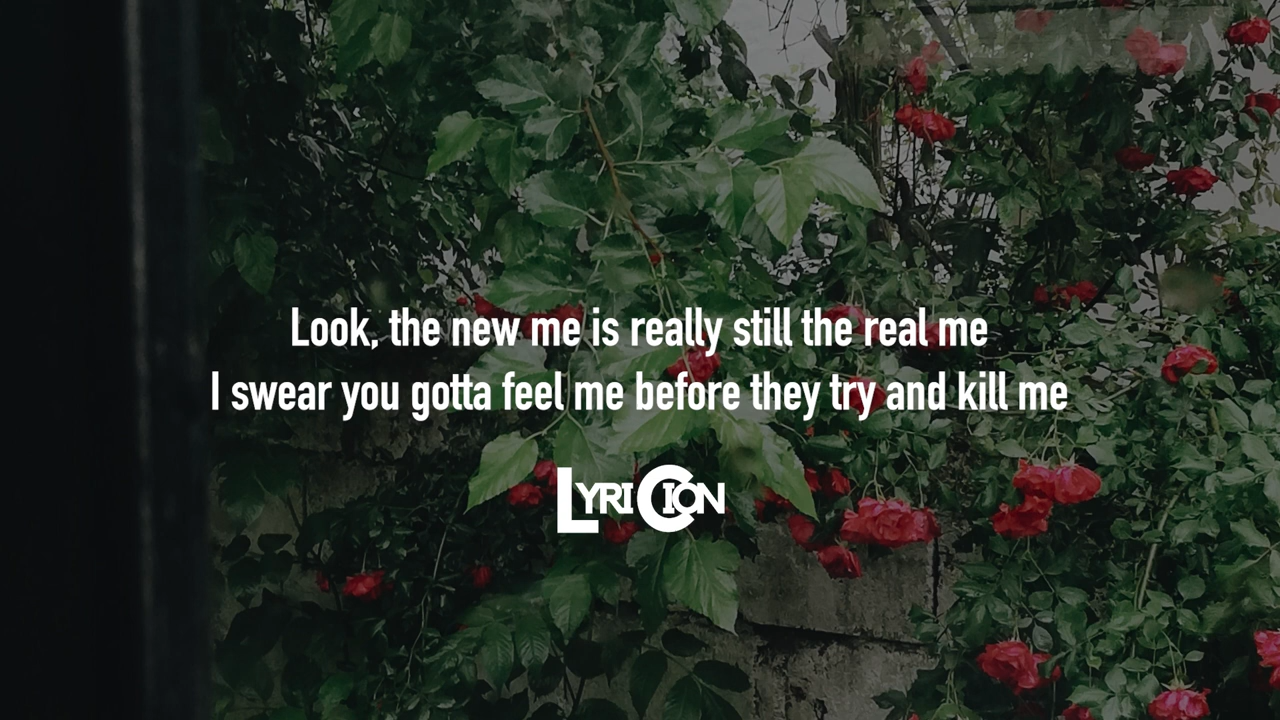 Look, the new me is really still the real me
I swear you gotta feel me before they try and kill me
LYRICION